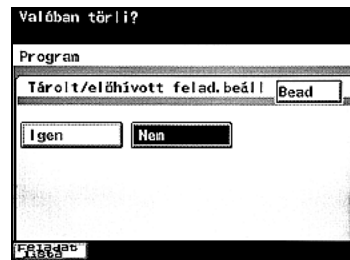 Valóban törli?
Program
Tárolt/előhívott felad.beáll
Bead
Igen
Nem
Feladat
lista